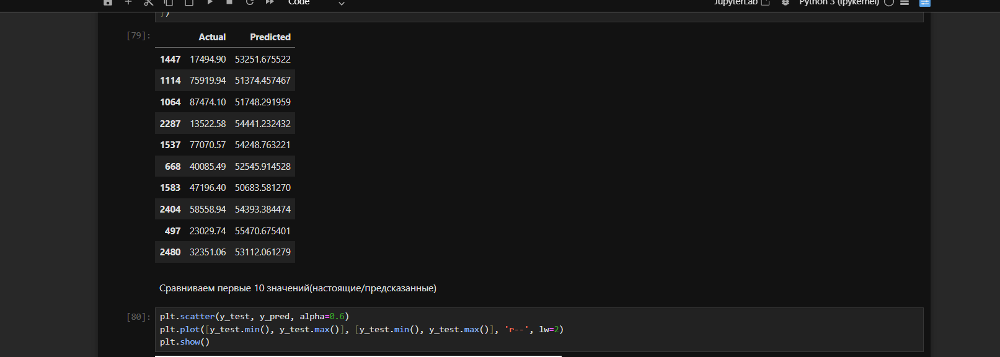 Code
JupyterLab
Python 3 (ipykernel)
])
[79]:
Actual Predicted
1447 17494.90 53251.675522
1114 75919.94 51374.457467
1064 87474.10 51748.291959
2287 13522.58 54441.232432
1537 77070.57 54248.763221
668 40085.49 52545.914528
1583 47196.40 50683.581270
2404 58558.94 54393.384474
497 23029.74 55470.675401
2480 32351.06 53112.061279
Сравниваем первые 10 значений(настоящие/предсказанные)
[80]:
plt.scatter(y_test, y_pred, alpha=0.6)
plt.plot([y_test.min(), y_test.max()], [y_test.min(), y_test.max()], 'r--', lw=2)
plt.show()